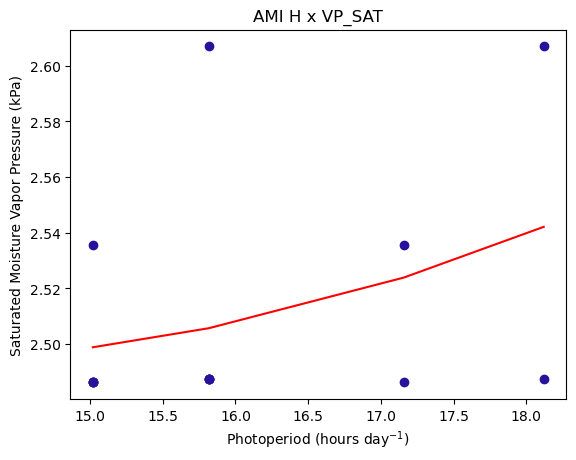 AMI H x VP_SAT
Saturated Moisture Vapor Pressure (kPa)
2.60
2.58
2.56
2.54
2.52
2.50
15.0 15.5 16.0 16.5 17.0 17.5 18.0
Photoperiod (hours day⁻¹)